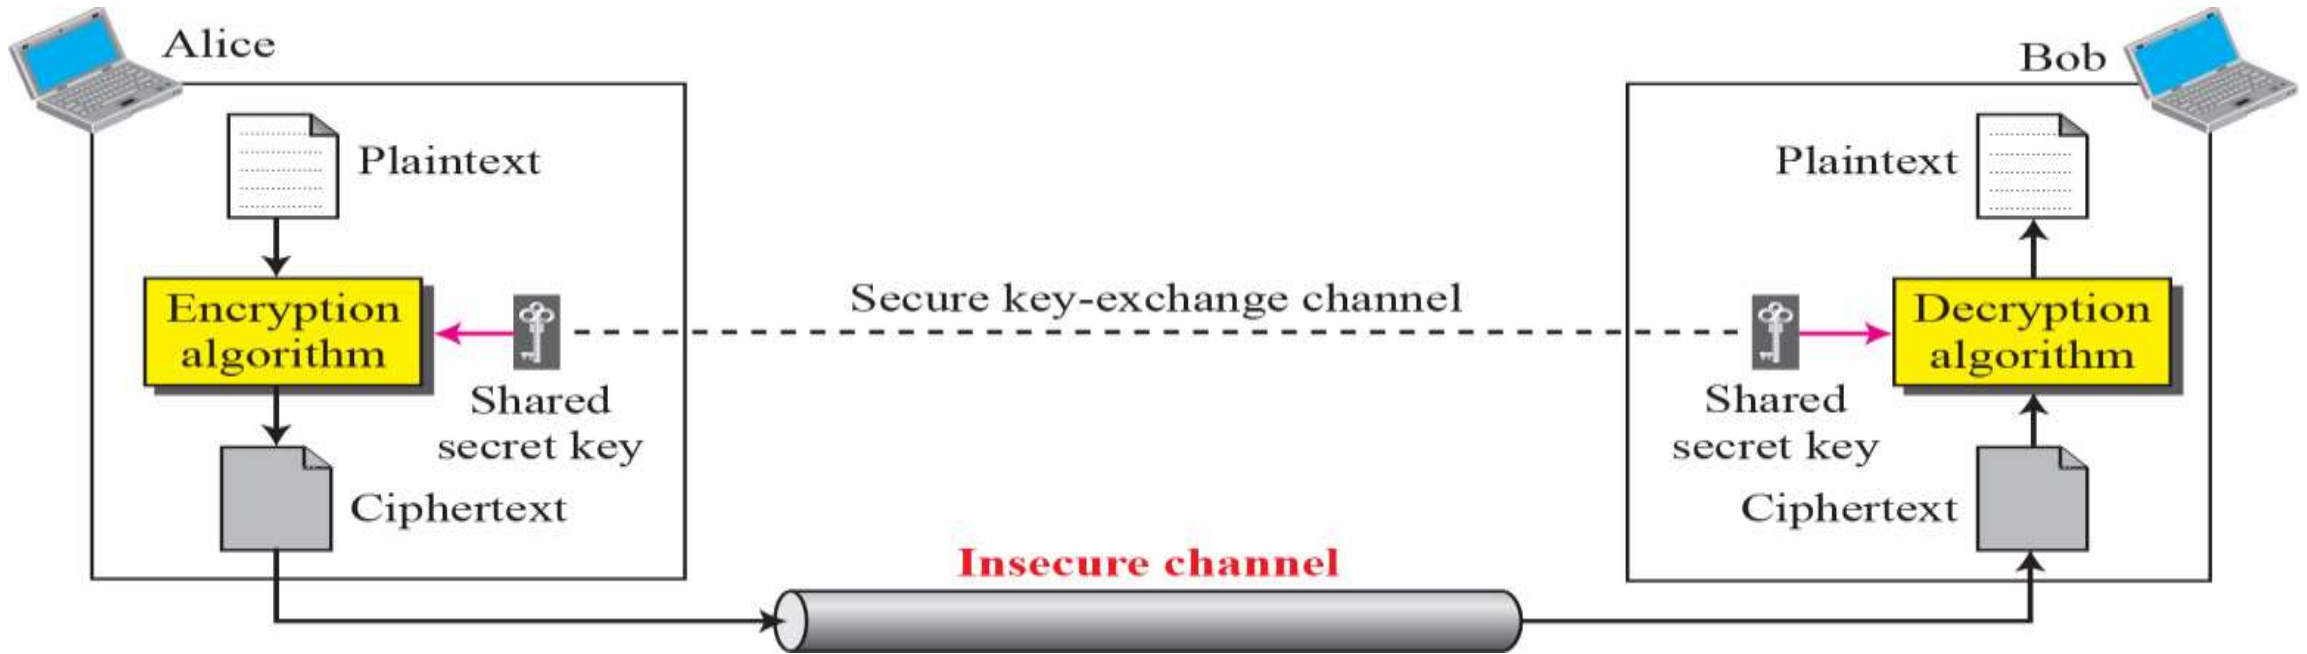 Alice
Bob
Plaintext
Plaintext
Encryption
algorithm
Secure key-exchange channel
Decryption
algorithm
Shared
secret key
Shared
secret key
Ciphertext
Ciphertext
Insecure channel